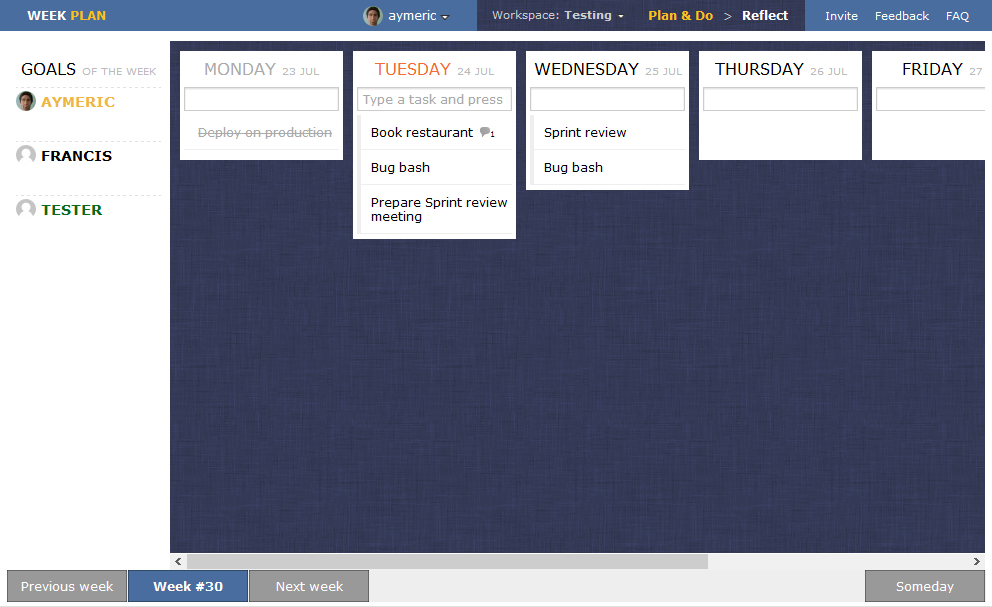 WEEK PLAN
aymeric
Workspace: Testing
Plan & Do > Reflect
Invite Feedback FAQ
GOALS OF THE WEEK
AYMERIC
FRANCIS
TESTER
MONDAY 23 JUL
Deploy on production
TUESDAY 24 JUL
Type a task and press
Book restaurant 1
Bug bash
Prepare Sprint review
meeting
WEDNESDAY 25 JUL
Sprint review
Bug bash
THURSDAY 26 JUL
FRIDAY 27
Previous week
Week #30
Next week
Someday